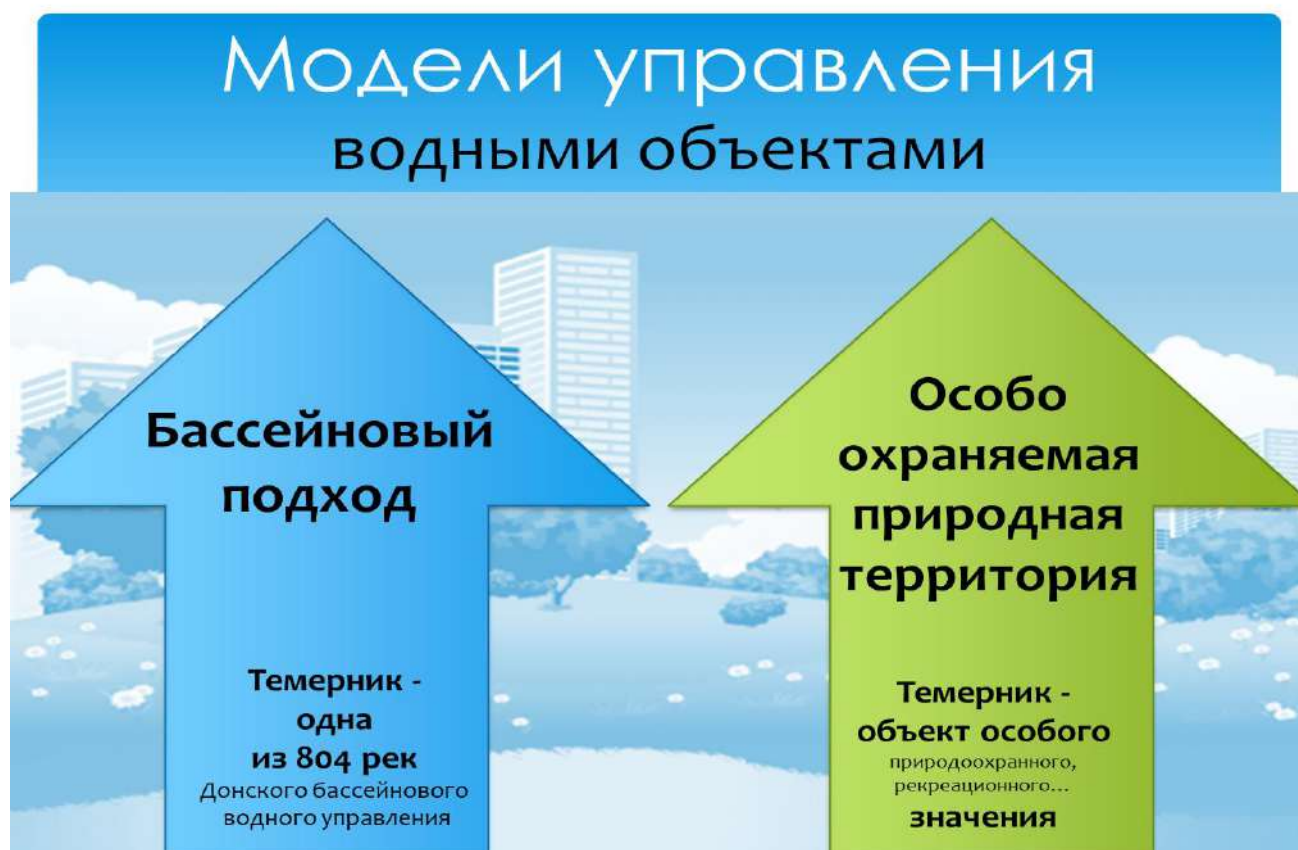 Модели управления
водными объектами
Бассейновый
подход
Темерник -
одна
из 804 рек
Донского бассейнового
водного управления
Особо
охраняемая
природная
территория
Темерник -
объект особого
природоохранного,
рекреационного...
значения